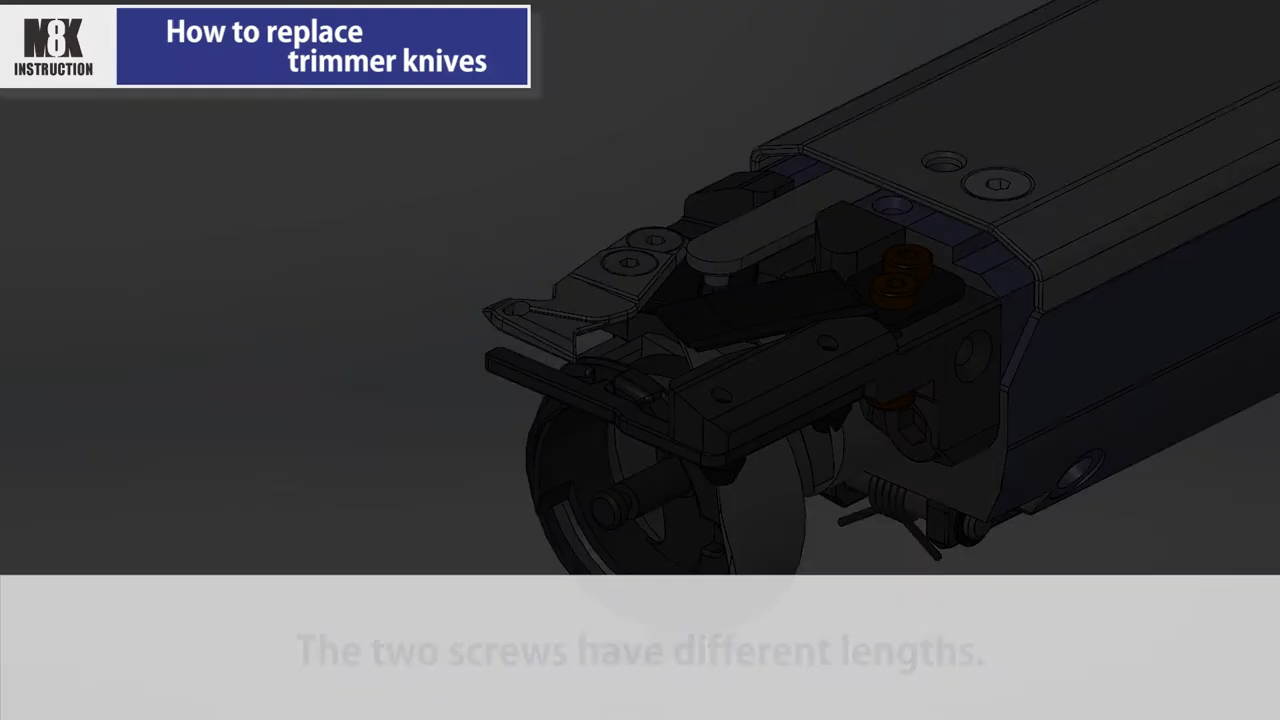 M8K
INSTRUCTION
How to replace
trimmer knives
The two screws have different lengths.